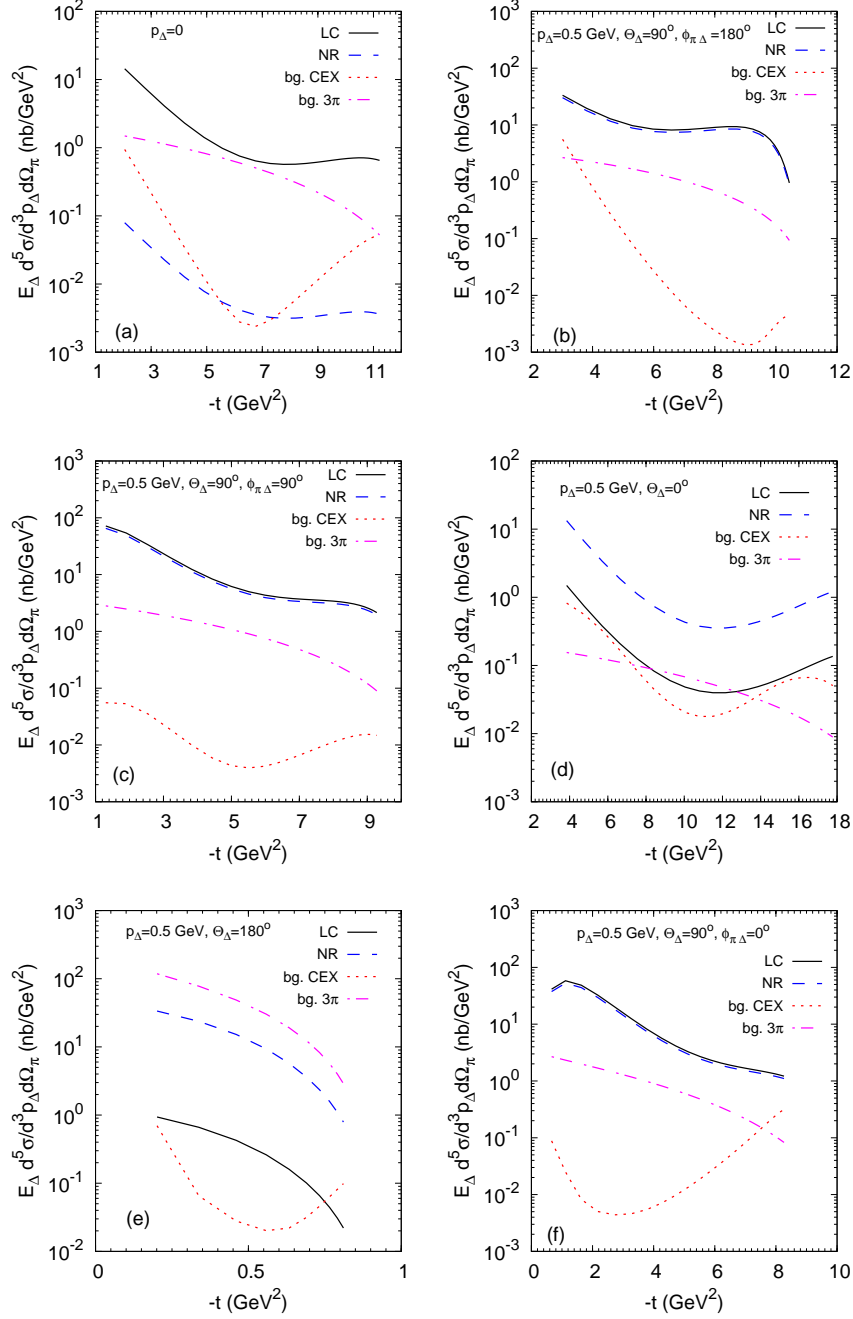 p_Δ=0
LC
NR
bg. CEX
bg. 3π
E_Δ d^5σ/d^3p_ΔdΩ_π (nb/GeV^2)
10^2
10^1
10^0
10^-1
10^-2
10^-3
(a)
1 3 5 7 9 11
-t (GeV^2)
p_Δ=0.5 GeV, Θ_Δ=90°, ϕ_πΔ=180°
LC
NR
bg. CEX
bg. 3π
E_Δ d^5σ/d^3p_ΔdΩ_π (nb/GeV^2)
10^3
10^2
10^1
10^0
10^-1
10^-2
10^-3
(b)
2 4 6 8 10 12
-t (GeV^2)
p_Δ=0.5 GeV, Θ_Δ=90°, ϕ_πΔ=90°
LC
NR
bg. CEX
bg. 3π
E_Δ d^5σ/d^3p_ΔdΩ_π (nb/GeV^2)
10^3
10^2
10^1
10^0
10^-1
10^-2
10^-3
(c)
1 3 5 7 9
-t (GeV^2)
p_Δ=0.5 GeV, Θ_Δ=0°
LC
NR
bg. CEX
bg. 3π
E_Δ d^5σ/d^3p_ΔdΩ_π (nb/GeV^2)
10^2
10^1
10^0
10^-1
10^-2
10^-3
(d)
2 4 6 8 10 12 14 16 18
-t (GeV^2)
p_Δ=0.5 GeV, Θ_Δ=180°
LC
NR
bg. CEX
bg. 3π
E_Δ d^5σ/d^3p_ΔdΩ_π (nb/GeV^2)
10^3
10^2
10^1
10^0
10^-1
10^-2
(e)
0 0.5 1
-t (GeV^2)
p_Δ=0.5 GeV, Θ_Δ=90°, ϕ_πΔ=0°
LC
NR
bg. CEX
bg. 3π
E_Δ d^5σ/d^3p_ΔdΩ_π (nb/GeV^2)
10^3
10^2
10^1
10^0
10^-1
10^-2
10^-3
(f)
0 2 4 6 8 10
-t (GeV^2)